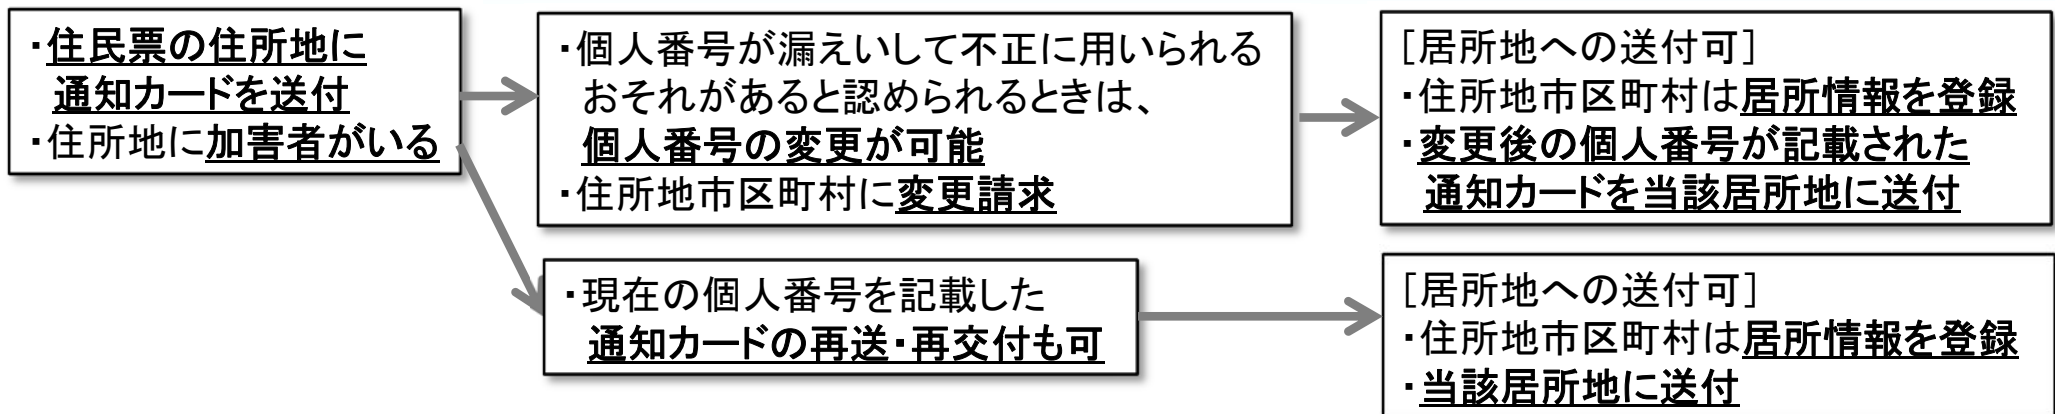 ・住民票の住所地に
通知カードを送付
・住所地に加害者がいる
・個人番号が漏えいして不正に用いられる
おそれがあると認められるときは、
個人番号の変更が可能
・住所地市区町村に変更請求
［居所地への送付可］
・住所地市区町村は居所情報を登録
・変更後の個人番号が記載された
通知カードを当該居所地に送付
・現在の個人番号を記載した
通知カードの再送・再交付も可
［居所地への送付可］
・住所地市区町村は居所情報を登録
・当該居所地に送付